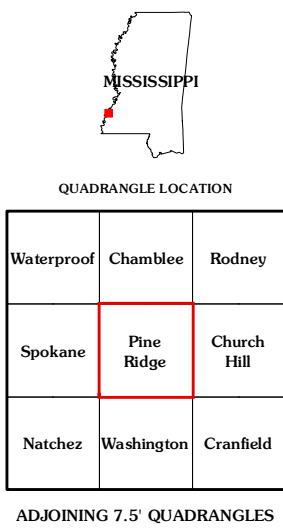 MISSISSIPPI
QUADRANGLE LOCATION
Waterproof Chamblee Rodney
Spokane Pine Ridge Church Hill
Natchez Washington Cranfield
ADJOINING 7.5' QUADRANGLES